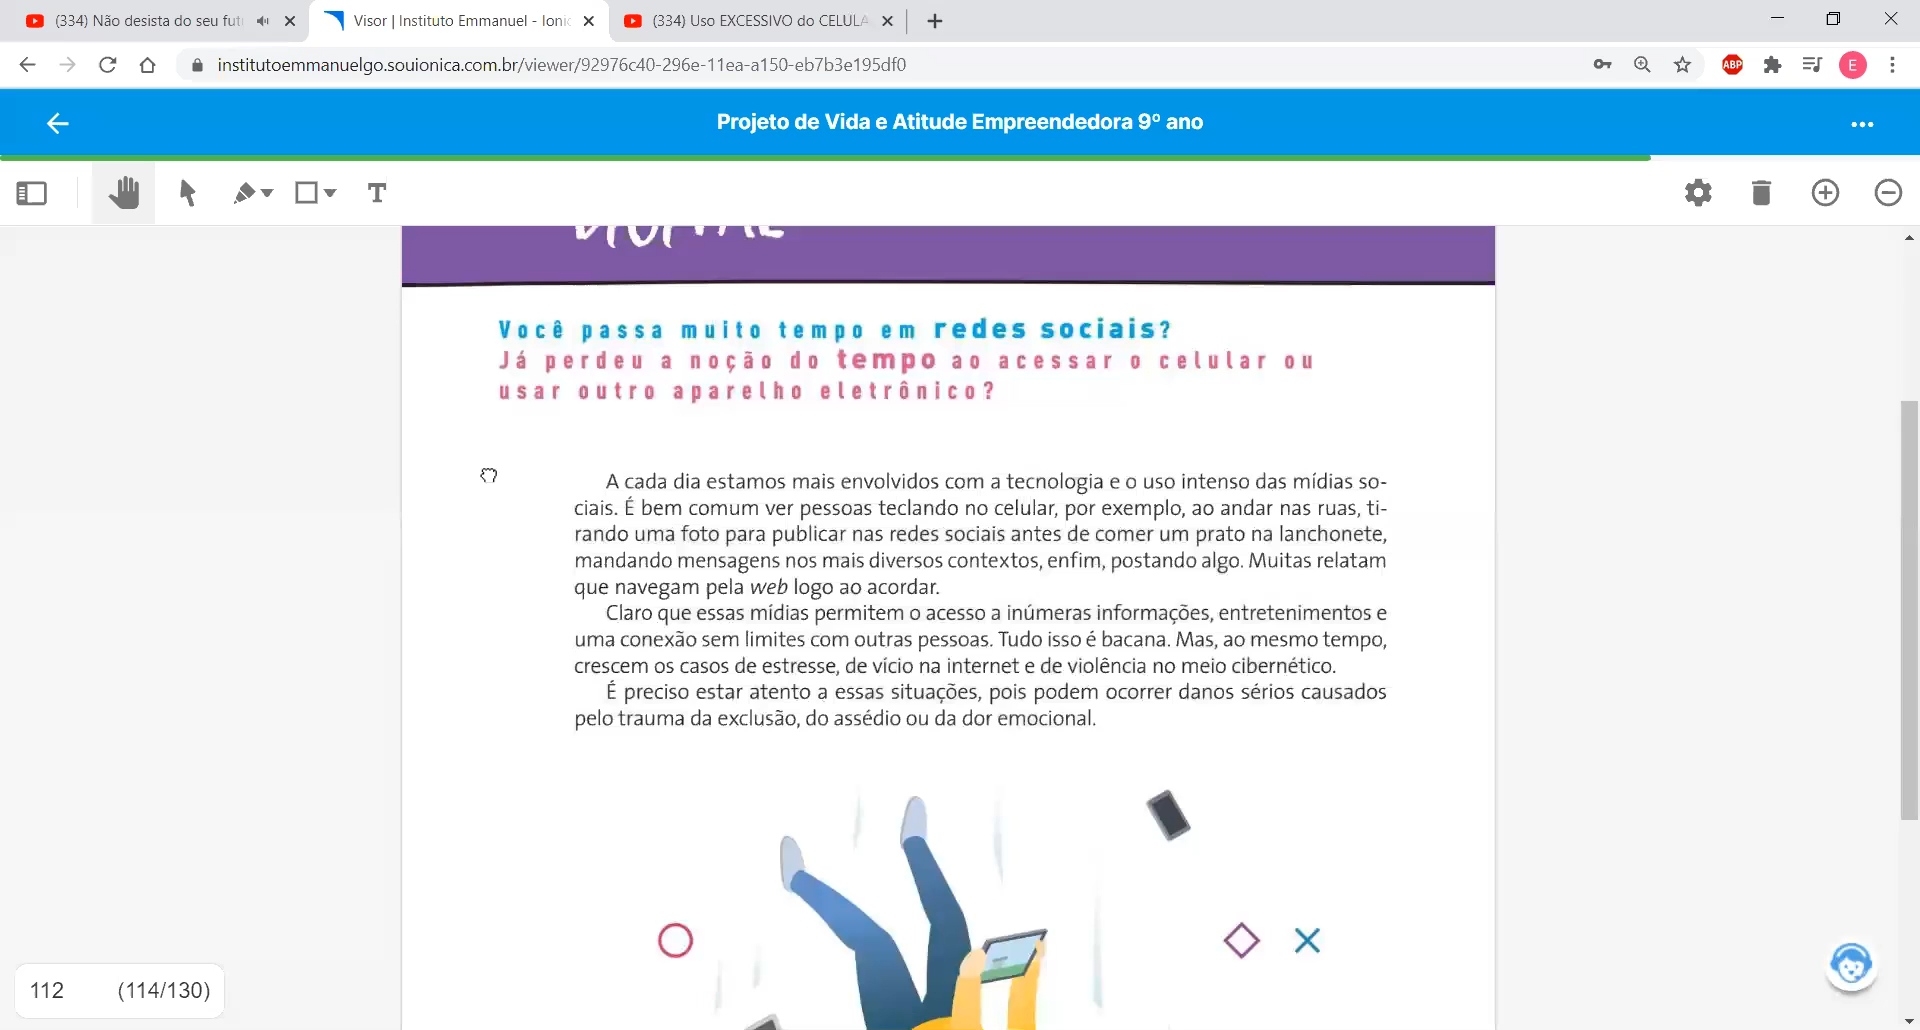 (334) Não desista do seu fut
Visor | Instituto Emmanuel - Ionic
(334) Uso EXCESSIVO do CELULA
institutoemmanuelgo.souionica.com.br/viewer/92976c40-296e-11ea-a150-eb7b3e195df0
ABP
E
Projeto de Vida e Atitude Empreendedora 9º ano
T
DIGITAL
Você passa muito tempo em redes sociais?
Já perdeu a noção do tempo ao acessar o celular ou
usar outro aparelho eletrônico?
A cada dia estamos mais envolvidos com a tecnologia e o uso intenso das mídias so-
ciais. É bem comum ver pessoas teclando no celular, por exemplo, ao andar nas ruas, ti-
rando uma foto para publicar nas redes sociais antes de comer um prato na lanchonete,
mandando mensagens nos mais diversos contextos, enfim, postando algo. Muitas relatam
que navegam pela web logo ao acordar.
Claro que essas mídias permitem o acesso a inúmeras informações, entretenimentos e
uma conexão sem limites com outras pessoas. Tudo isso é bacana. Mas, ao mesmo tempo,
crescem os casos de estresse, de vício na internet e de violência no meio cibernético.
É preciso estar atento a essas situações, pois podem ocorrer danos sérios causados
pelo trauma da exclusão, do assédio ou da dor emocional.
112 (114/130)